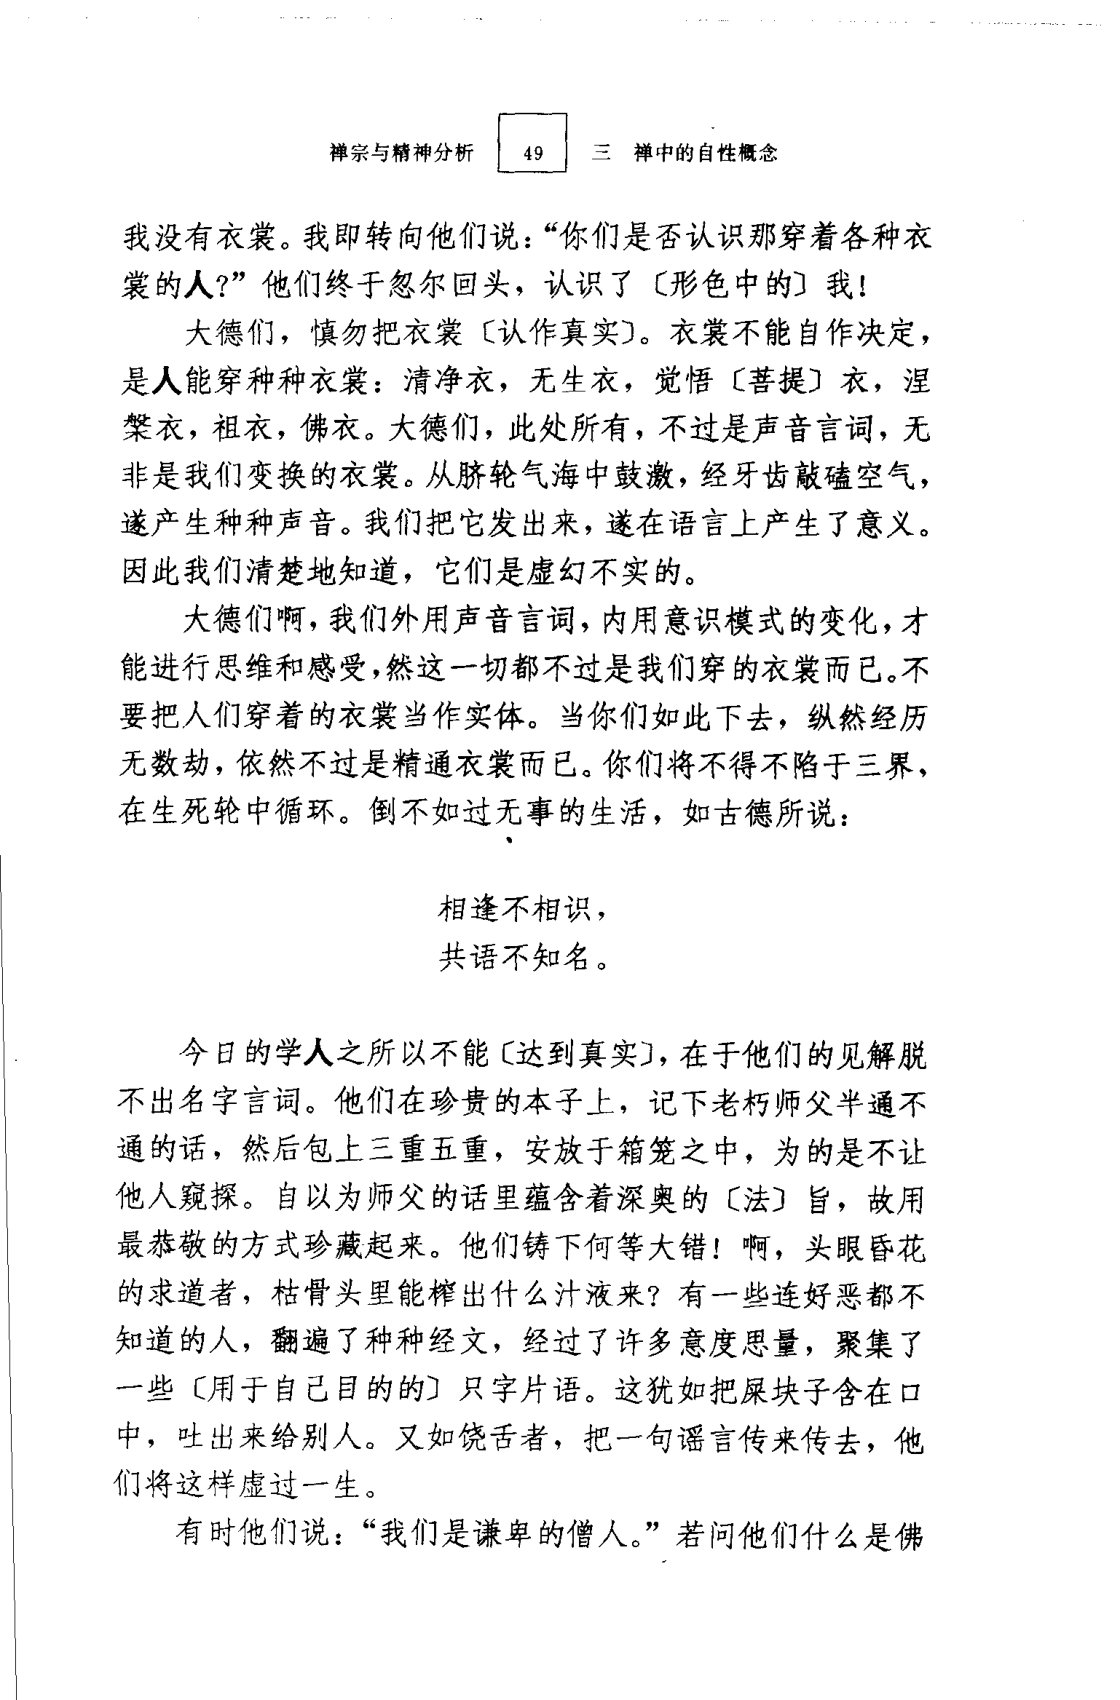 禅宗与精神分析 49 三 禅中的自性概念
我没有衣裳。我即转向他们说：“你们是否认识那穿着各种衣
裳的人？”他们终于忽尔回头，认识了〔形色中的〕我！
大德们，慎勿把衣裳〔认作真实〕。衣裳不能自作决定，
是人能穿种种衣裳：清净衣，无生衣，觉悟〔菩提〕衣，涅
槃衣，祖衣，佛衣。大德们，此处所有，不过是声音言词，无
非是我们变换的衣裳。从脐轮气海中鼓激，经牙齿敲磕空气，
遂产生种种声音。我们把它发出来，遂在语言上产生了意义。
因此我们清楚地知道，它们是虚幻不实的。
大德们啊，我们外用声音言词，内用意识模式的变化，才
能进行思维和感受，然这一切都不过是我们穿的衣裳而已。不
要把人们穿着的衣裳当作实体。当你们如此下去，纵然经历
无数劫，依然不过是精通衣裳而已。你们将不得不陷于三界、
在生死轮中循环。倒不如过无事的生活，如古德所说：
相逢不相识，
共语不知名。
今日的学人之所以不能〔达到真实〕，在于他们的见解脱
不出名字言词。他们在珍贵的本子上，记下老朽师父半通不
通的话，然后包上三重五重，安放于箱笼之中，为的是不让
他人窥探。自以为师父的话里蕴含着深奥的〔法〕旨，故用
最恭敬的方式珍藏起来。他们铸下何等大错！啊，头眼昏花
的求道者，枯骨头里能榨出什么汁液来？有一些连好恶都不
知道的人，翻遍了种种经文，经过了许多意度思量，聚集了
一些〔用于自己目的的〕只字片语。这犹如把屎块子含在口
中，吐出来给别人。又如饶舌者，把一句谣言传来传去，他
们将这样虚过一生。
有时他们说：“我们是谦卑的僧人。”若问他们什么是佛